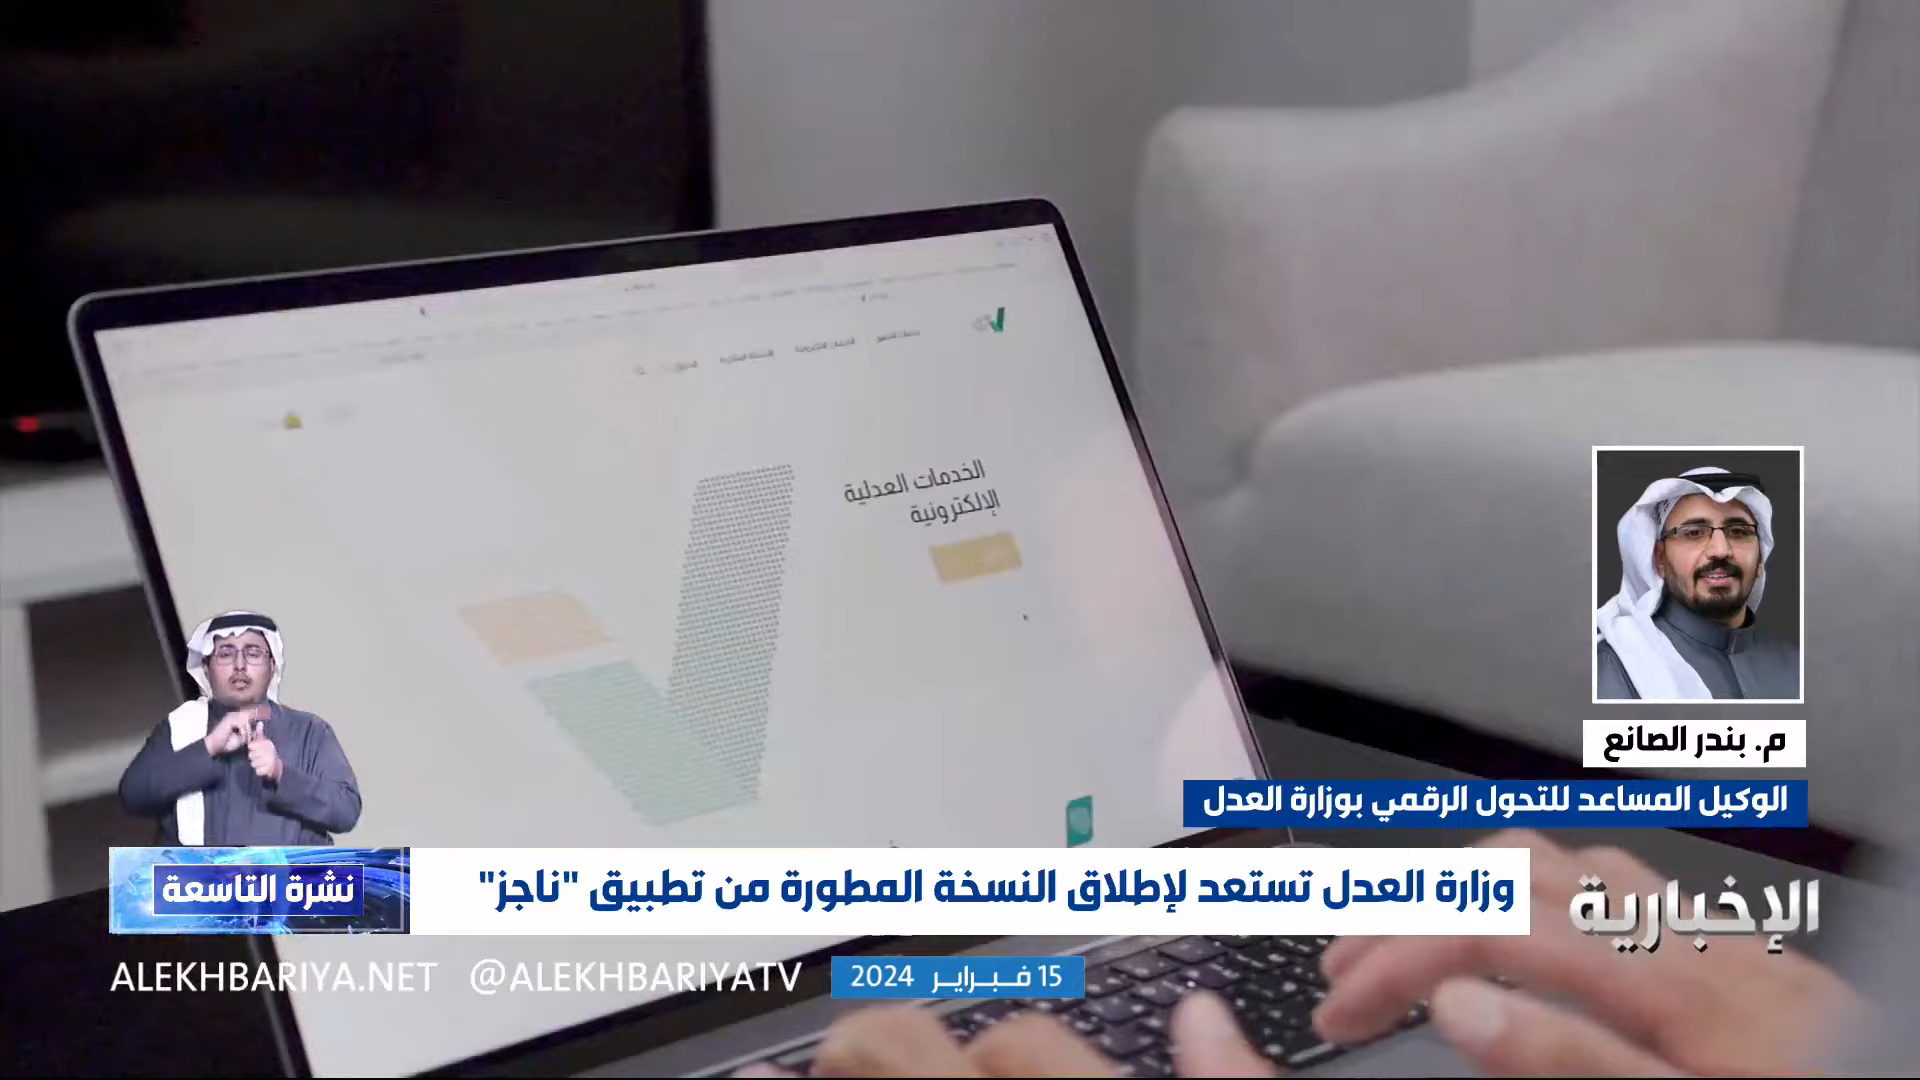 الخدمات العدلية
الإلكترونية
م. بندر الصانع
الوكيل المساعد للتحول الرقمي بوزارة العدل
وزارة العدل تستعد لإطلاق النسخة المطورة من تطبيق "ناجز"
نشرة التاسعة
الإخبارية
ALEKHBARIYA.NET @ALEKHBARIYATV 15 فبراير 2024